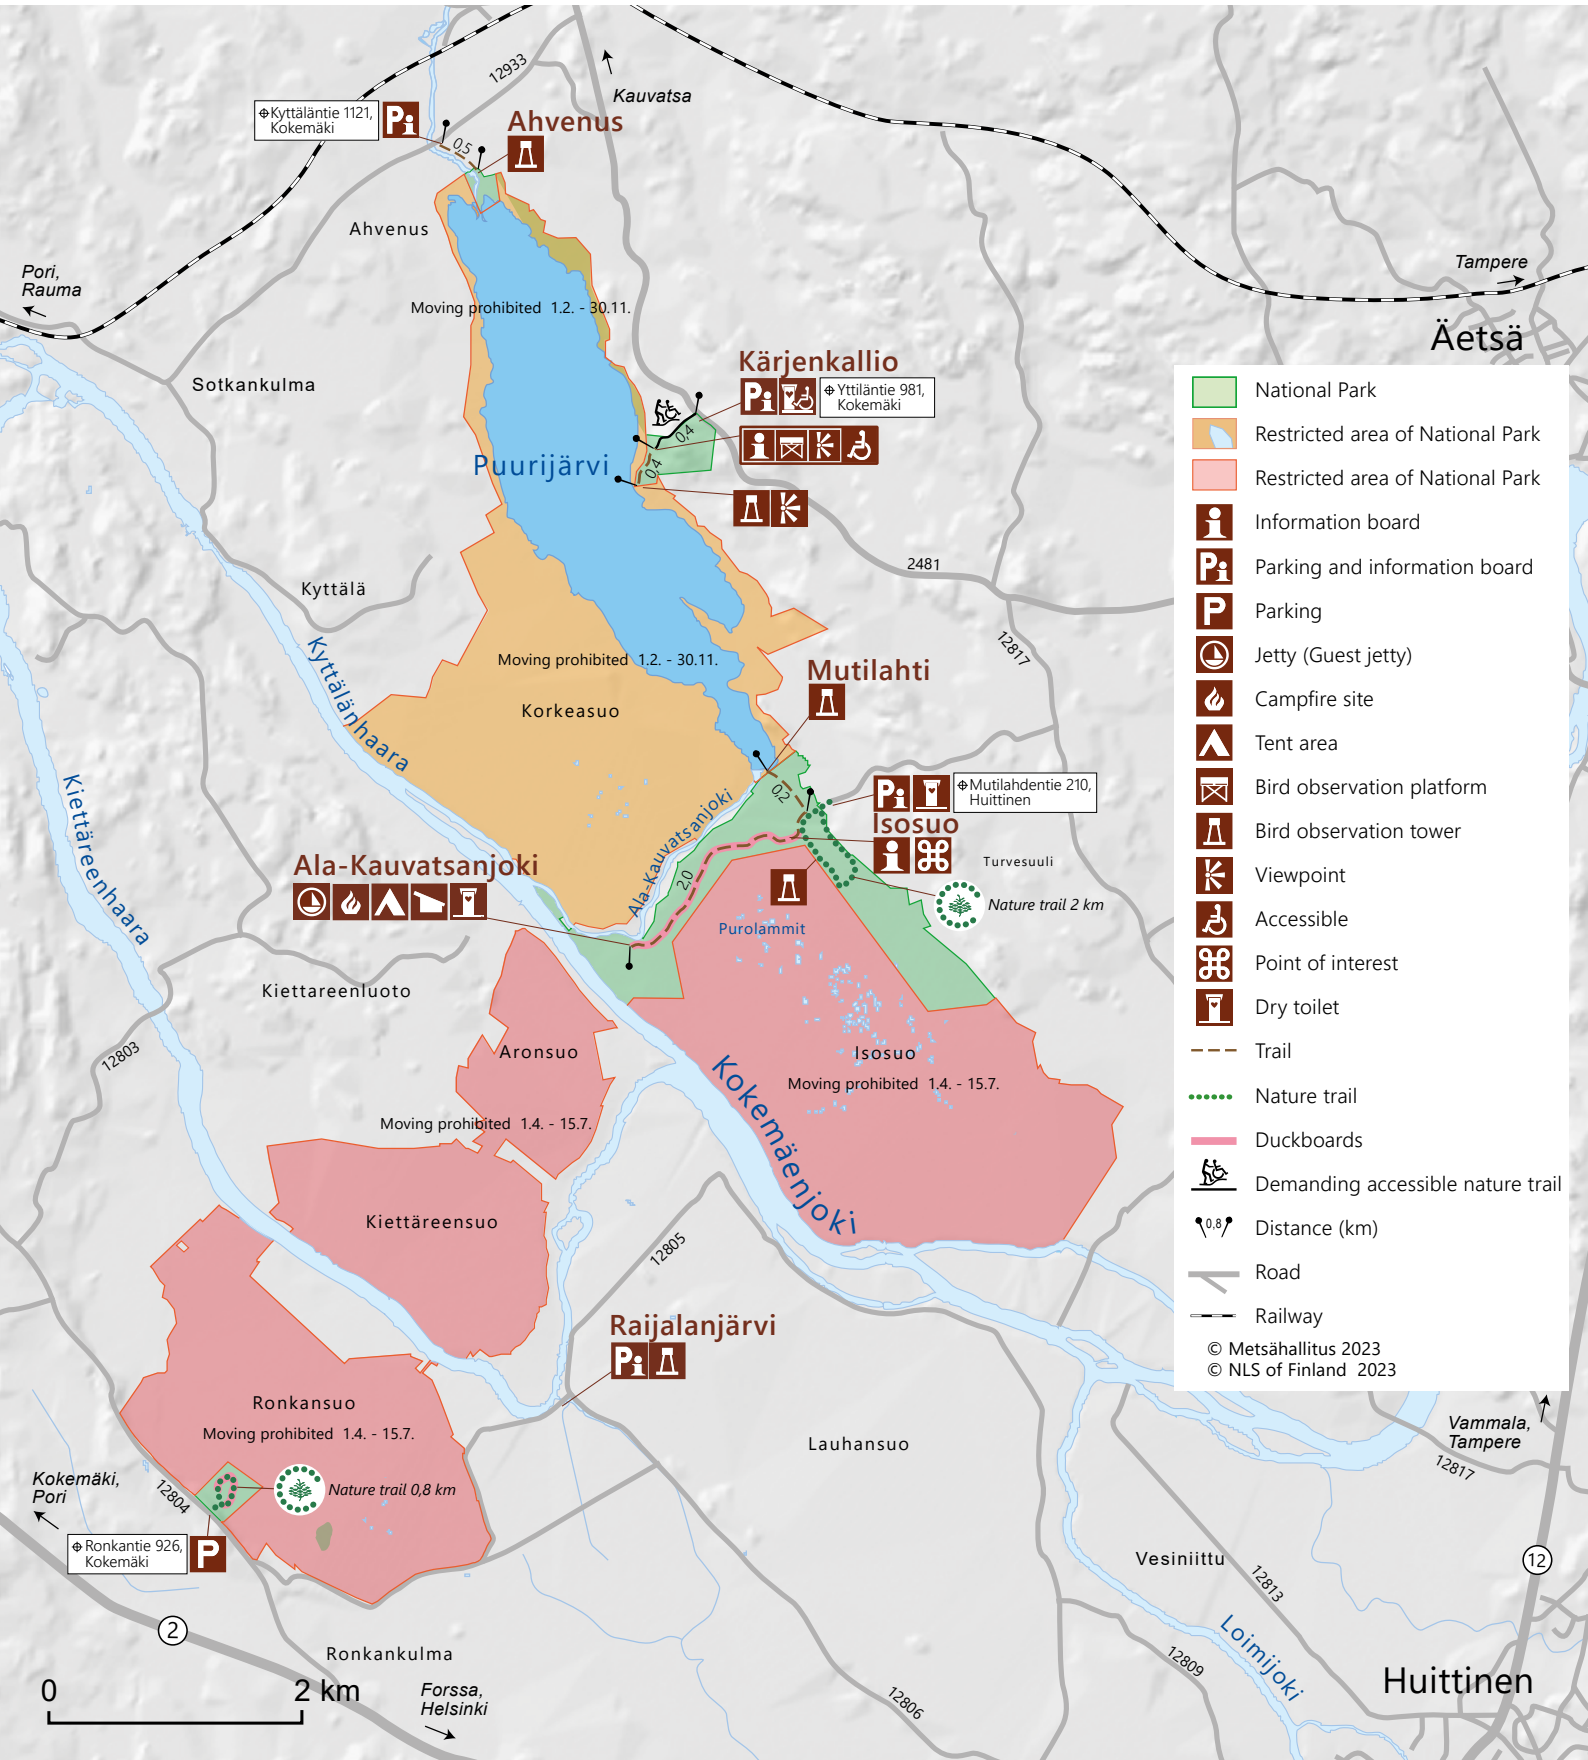 12933
Kauvatsa
⌖Kyttäläntie 1121,
Kokemäki
Pi
Ahvenus
0,5
Ahvenus
Pori,
Rauma
Tampere
Moving prohibited 1.2. - 30.11.
Äetsä
Sotkankulma
Kärjenkallio
Pi
⌖ Yttiläntie 981,
Kokemäki
0,4
i
0,4
Puurijärvi
2481
Kyttälä
12817
Kyttälänhaara
Moving prohibited 1.2. - 30.11.
Mutilahti
Korkeasuo
Kiettäreenhaara
0,2
Pi
⌖Mutilahdentie 210,
Huittinen
Isosuo
i
Ala-Kauvatsanjoki
Ala-Kauvatsanjoki
2,0
Turvesuuli
Nature trail 2 km
Purolammit
Kiettareenluoto
12803
Aronsuo
Moving prohibited 1.4. - 15.7.
Isosuo
Moving prohibited 1.4. - 15.7.
Kokemäenjoki
Kiettäreensuo
12805
Raijalanjärvi
Pi
Ronkansuo
Moving prohibited 1.4. - 15.7.
Lauhansuo
Kokemäki,
Pori
12804
Nature trail 0,8 km
⌖ Ronkantie 926,
Kokemäki
P
2
Ronkankulma
Forssa,
Helsinki
0
2 km
12806
Vammala,
Tampere
12817
Vesiniittu
12
12813
Loimijoki
12809
Huittinen
National Park
Restricted area of National Park
Restricted area of National Park
i
Information board
Pi
Parking and information board
P
Parking
Jetty (Guest jetty)
Campfire site
Tent area
Bird observation platform
Bird observation tower
Viewpoint
Accessible
Point of interest
Dry toilet
Trail
Nature trail
Duckboards
Demanding accessible nature trail
0,8
Distance (km)
Road
Railway
© Metsähallitus 2023
© NLS of Finland 2023